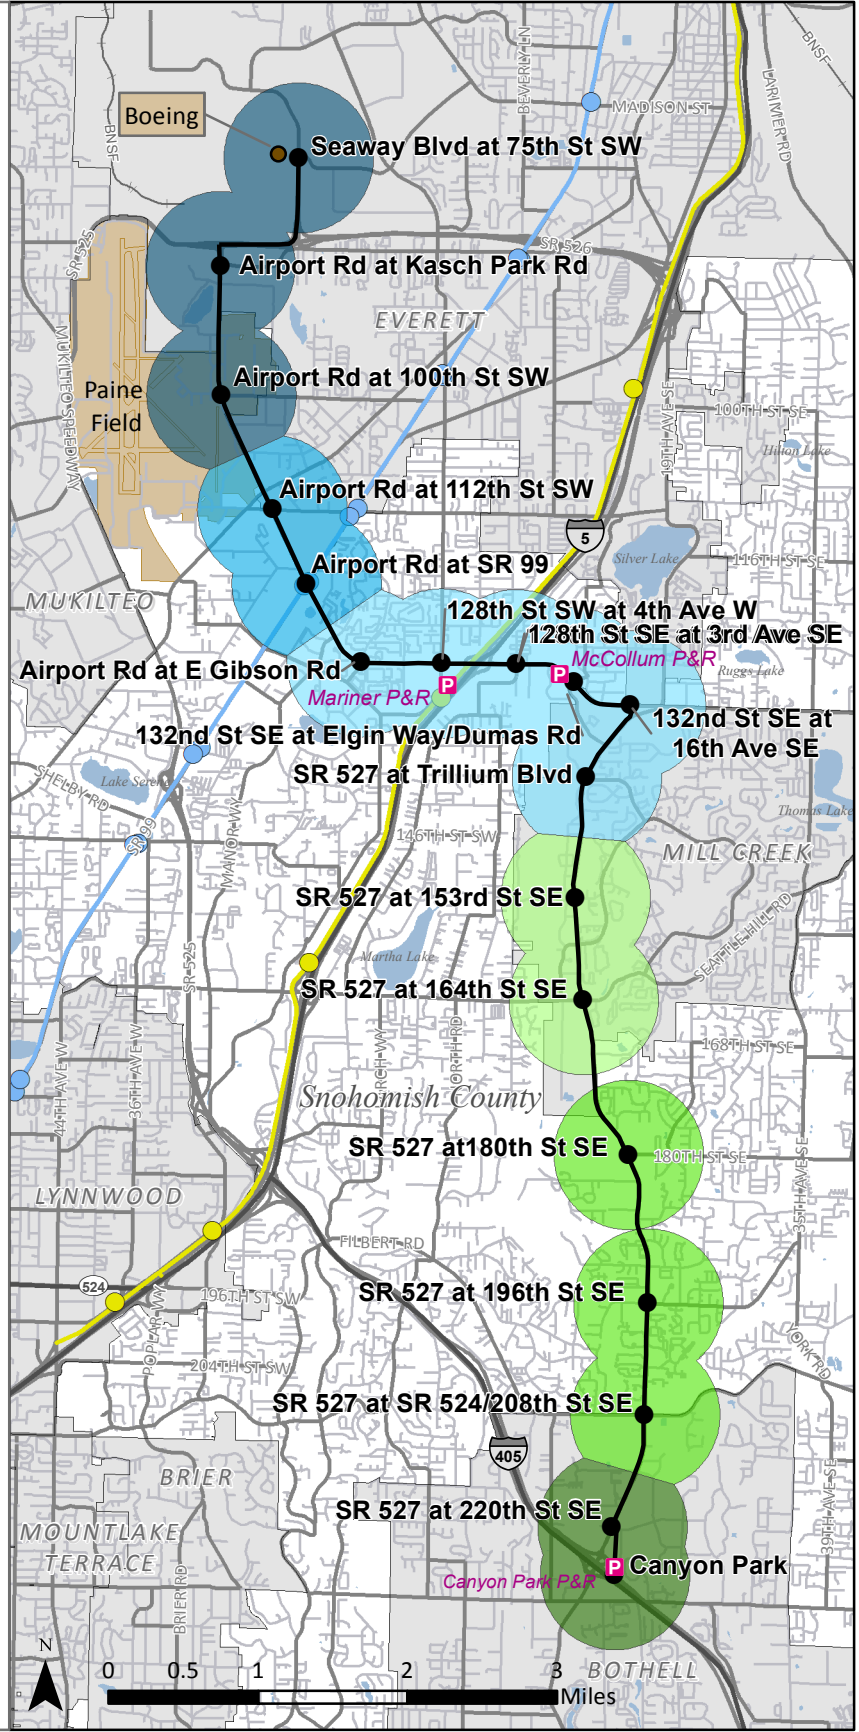 BEVERLY LN
BNSF
LARIMER RD
MADISON ST
Boeing
BNSF
Seaway Blvd at 75th St SW
SR 525
SR 526
Airport Rd at Kasch Park Rd
EVERETT
MUKILTEO SPEEDWAY
Airport Rd at 100th St SW
Paine
Field
19TH AVE SE
100TH ST SE
Hilton Lake
Airport Rd at 112th St SW
5
Silver Lake
116TH ST SE
Airport Rd at SR 99
MUKILTEO
128th St SW at 4th Ave W
128th St SE at 3rd Ave SE
McCollum P&R
P
Ruggs Lake
Airport Rd at E Gibson Rd
P
Mariner P&R
132nd St SE at
16th Ave SE
132nd St SE at Elgin Way/Dumas Rd
SHELBY RD
Lake Serene
SR 527 at Trillium Blvd
Thomas Lake
SR 99
MANOR WY
146TH ST SW
MILL CREEK
SR 527 at 153rd St SE
SEATTLE HILL RD
SR 525
Martha Lake
SR 527 at 164th St SE
44TH AVE W
36TH AVE W
168TH ST SE
Snohomish County
SR 527 at180th St SE
180TH ST SE
35TH AVE SE
LYNNWOOD
FILBERT RD
524
196TH ST SW
SR 527 at 196th St SE
POPLAR WY
204TH ST SW
YORK RD
SR 527 at SR 524/208th St SE
405
BRIER
39TH AVE SE
SR 527 at 220th St SE
MOUNTLAKE
TERRACE
BRIER RD
P
Canyon Park
Canyon Park P&R
N
BOTHELL
0 0.5 1 2 3
Miles